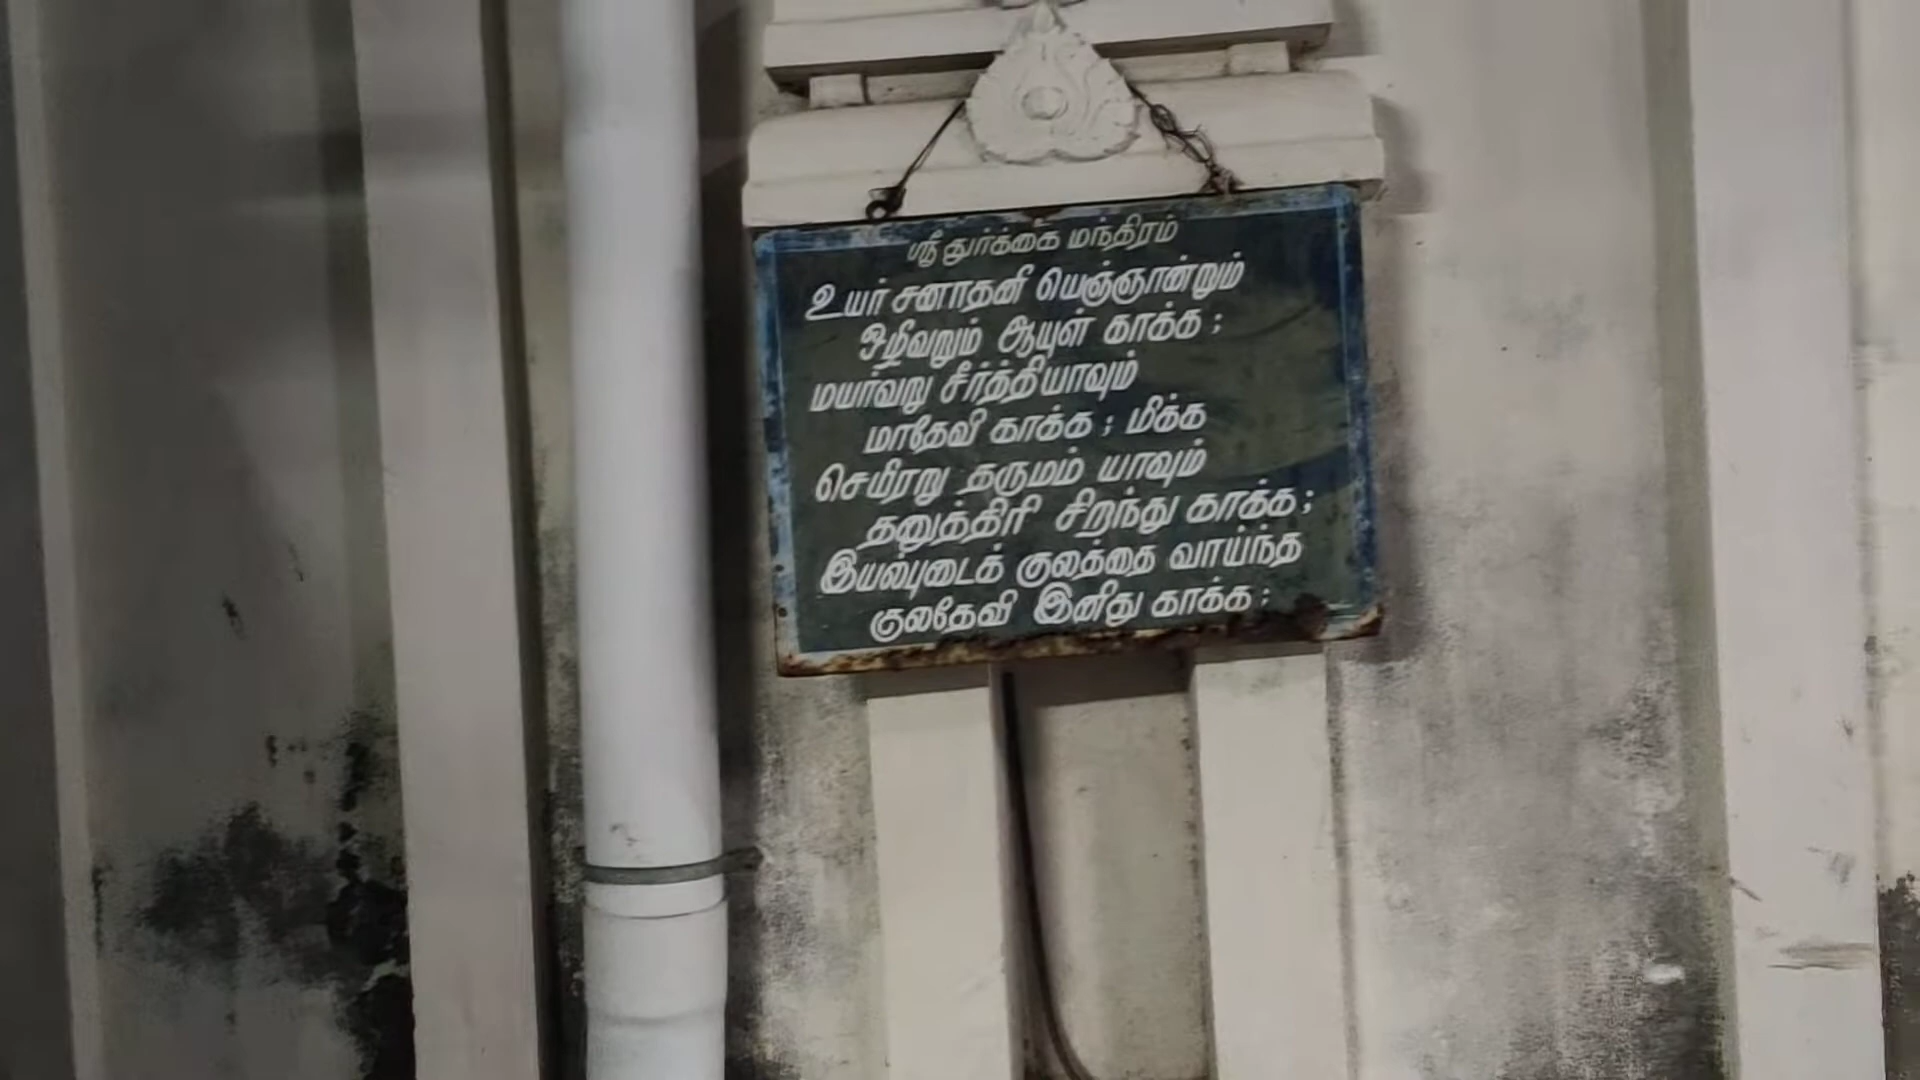 ஸ்ரீ துர்க்கை மந்திரம்
உயர் சனாதனி யெஞ்ஞான்றும்
ஒழிவறும் ஆயுள் காக்க ;
மயர்வறு சீர்த்தியாவும்
மாதேவி காக்க ; மிக்க
செயிரறு தருமம் யாவும்
தனுத்திரி சிறந்து காக்க ;
இயல்புடைக் குலத்தை வாய்ந்த
குலதேவி இனிது காக்க ;